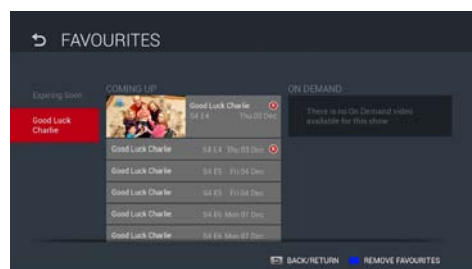 FAVOURITES
Expiring Soon
COMING UP
ON DEMAND
Good Luck Charlie
S4 E4 Thu 03 Dec
There is no On Demand video
available for this show
Good Luck
Charlie
Good Luck Charlie S4 E4 Thu 03 Dec
Good Luck Charlie S4 E5 Fri 04 Dec
Good Luck Charlie S4 E5 Fri 04 Dec
Good Luck Charlie S4 E6 Mon 07 Dec
Good Luck Charlie S4 E6 Mon 07 Dec
BACK/RETURN REMOVE FAVOURITES